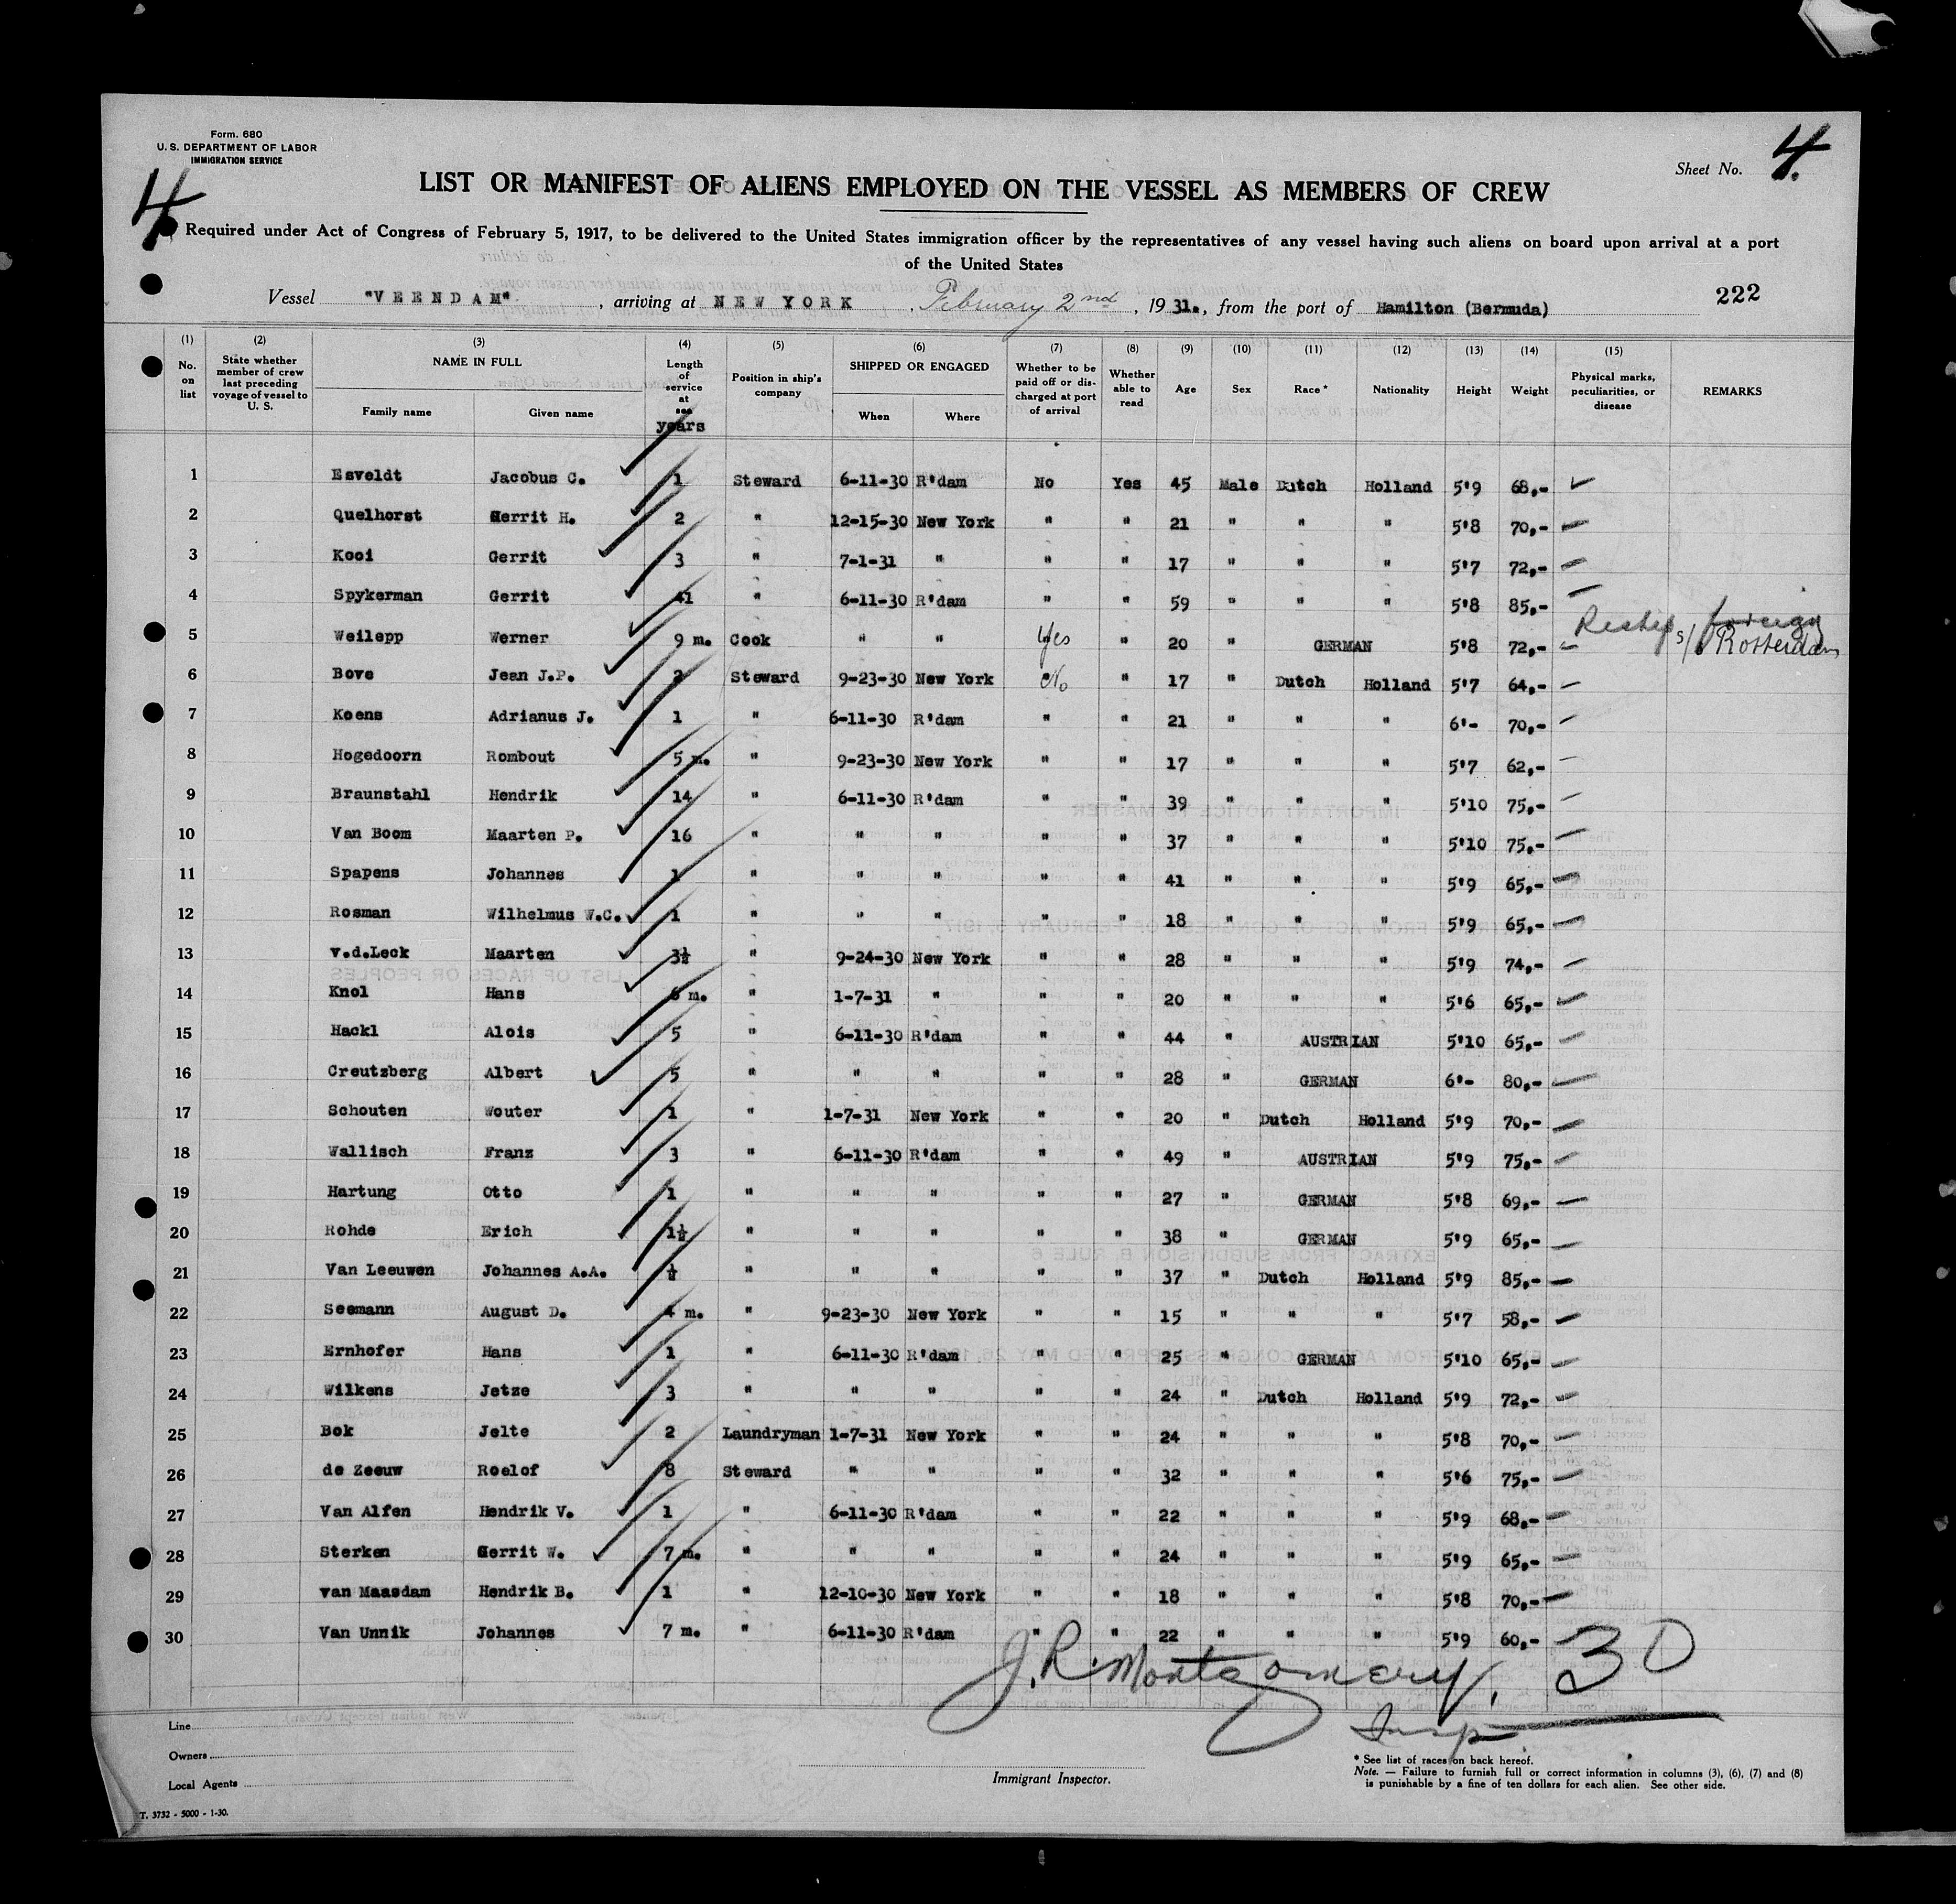 Form. 680
U. S. DEPARTMENT OF LABOR
IMMIGRATION SERVICE
4
Sheet No. 4.
LIST OR MANIFEST OF ALIENS EMPLOYED ON THE VESSEL AS MEMBERS OF CREW
Required under Act of Congress of February 5, 1917, to be delivered to the United States immigration officer by the representatives of any vessel having such aliens on board upon arrival at a port
of the United States
Vessel "VEENDAM", arriving at NEW YORK, February 2nd, 1931., from the port of Hamilton (Bermuda)
222
(1) (2) (3) (4) (5) (6) (7) (8) (9) (10) (11) (12) (13) (14) (15)
No. on list
State whether member of crew last preceding voyage of vessel to U. S.
NAME IN FULL
Family name Given name
Length of service at sea years
Position in ship's company
SHIPPED OR ENGAGED
When Where
Whether to be paid off or discharged at port of arrival
Whether able to read
Age Sex Race * Nationality Height Weight
Physical marks, peculiarities, or disease
REMARKS
1 Esveldt Jacobus C. 1 Steward 6-11-30 R'dam No Yes 45 Male Dutch Holland 5'9 68,-
2 Quelhorst Gerrit H. 2 " 12-15-30 New York " " 21 " " " 5'8 70,-
3 Kooi Gerrit 3 " 7-1-31 " " " 17 " " " 5'7 72,-
4 Spykerman Gerrit 41 " 6-11-30 R'dam " " 59 " " " 5'8 85,-
5 Weilepp Werner 9 m. Cook " " Yes " 20 " GERMAN 5'8 72,- Reship foreign s/ Rotterdam
6 Bove Jean J.P. 2 Steward 9-23-30 New York No " 17 " Dutch Holland 5'7 64,-
7 Koens Adrianus J. 1 " 6-11-30 R'dam " " 21 " " " 6'- 70,-
8 Hogedoorn Rombout 5 m. " 9-23-30 New York " " 17 " " " 5'7 62,-
9 Braunstahl Hendrik 14 " 6-11-30 R'dam " " 39 " " " 5'10 75,-
10 Van Boom Maarten P. 16 " " " " " 37 " " " 5'10 75,-
11 Spapens Johannes 1 " " " " " 41 " " " 5'9 65,-
12 Rosman Wilhelmus W.C. 1 " " " " " 18 " " " 5'9 65,-
13 v.d.Leck Maarten 3½ " 9-24-30 New York " " 28 " " " 5'9 74,-
14 Knol Hans 6 m. " 1-7-31 " " " 20 " " " 5'6 65,-
15 Hackl Alois 5 " 6-11-30 R'dam " " 44 " AUSTRIAN 5'10 65,-
16 Creutzberg Albert 5 " " " " " 28 " GERMAN 6'- 80,-
17 Schouten Wouter 1 " 1-7-31 New York " " 20 " Dutch Holland 5'9 70,-
18 Wallisch Franz 3 " 6-11-30 R'dam " " 49 " AUSTRIAN 5'9 75,-
19 Hartung Otto 1 " " " " " 27 " GERMAN 5'8 69,-
20 Rohde Erich 1½ " " " " " 38 " GERMAN 5'9 65,-
21 Van Leeuwen Johannes A.A. ½ " " " " " 37 " Dutch Holland 5'9 85,-
22 Seemann August D. 4 m. " 9-23-30 New York " " 15 " " " 5'7 58,-
23 Ernhofer Hans 1 " 6-11-30 R'dam " " 25 " GERMAN 5'10 65,-
24 Wilkens Jetze 3 " " " " " 24 " Dutch Holland 5'9 72,-
25 Bok Jelte 2 Laundryman 1-7-31 New York " " 24 " " " 5'8 70,-
26 de Zeeuw Roelof 8 Steward " " " " 32 " " " 5'6 75,-
27 Van Alfen Hendrik V. 1 " 6-11-30 R'dam " " 22 " " " 5'9 68,-
28 Sterken Gerrit W. 7 m. " " " " " 24 " " " 5'9 65,-
29 van Maasdam Hendrik B. 1 " 12-10-30 New York " " 18 " " " 5'8 70,-
30 Van Unnik Johannes 7 m. " 6-11-30 R'dam " " 22 " " " 5'9 60,-
J. R. Montgomery, 30
Insp
Line
Owners
Local Agents
Immigrant Inspector.
* See list of races on back hereof.
Note. — Failure to furnish full or correct information in columns (3), (6), (7) and (8)
is punishable by a fine of ten dollars for each alien. See other side.
T. 3732 - 5000 - 1-30.